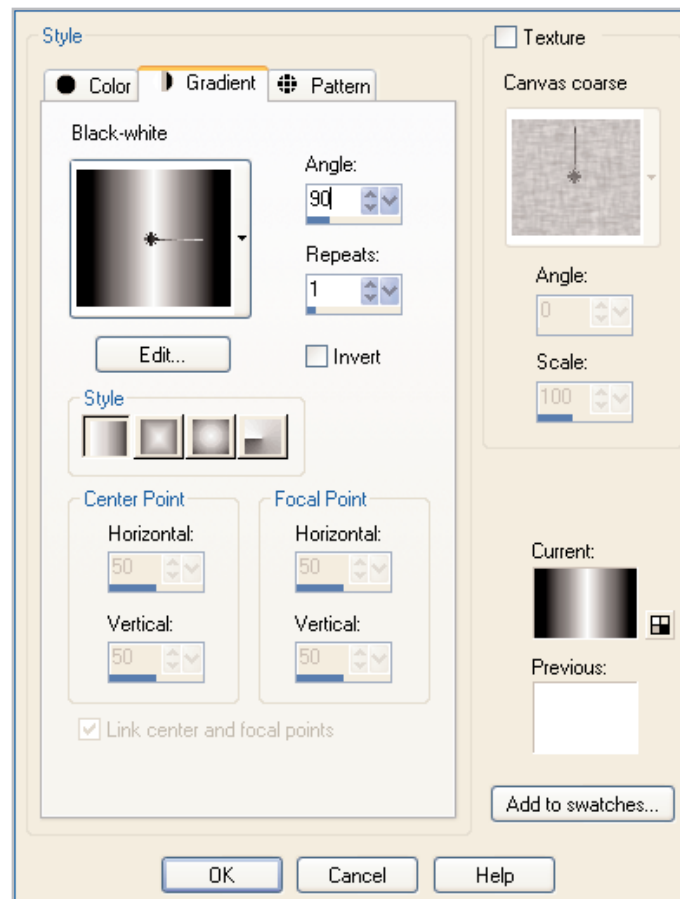 Style
Color
Gradient
Pattern
Black-white
Angle:
90
Repeats:
1
Edit...
Invert
Style
Center Point
Horizontal:
50
Vertical:
50
Focal Point
Horizontal:
50
Vertical:
50
Link center and focal points
Texture
Canvas coarse
Angle:
0
Scale:
100
Current:
Previous:
Add to swatches...
OK
Cancel
Help